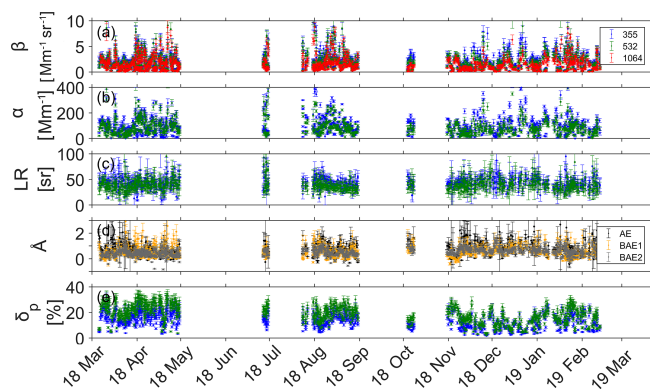 (a)
10
5
0
β
[Mm⁻¹ sr⁻¹]
355
532
1064
(b)
400
200
0
α
[Mm⁻¹]
(c)
100
50
0
LR
[sr]
(d)
2
0
Å
AE
BAE1
BAE2
(e)
40
20
0
δp
[%]
18 Mar
18 Apr
18 May
18 Jun
18 Jul
18 Aug
18 Sep
18 Oct
18 Nov
18 Dec
19 Jan
19 Feb
19 Mar